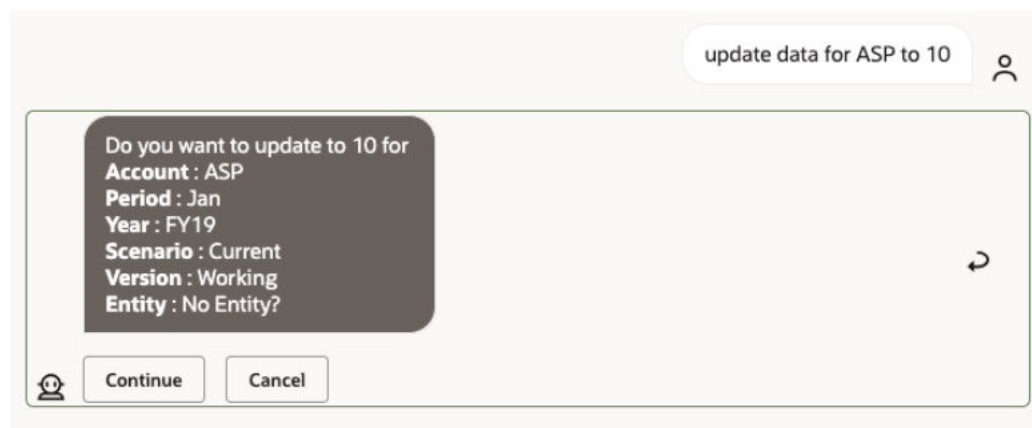 update data for ASP to 10
Do you want to update to 10 for
Account : ASP
Period : Jan
Year : FY19
Scenario : Current
Version : Working
Entity : No Entity?
Continue
Cancel